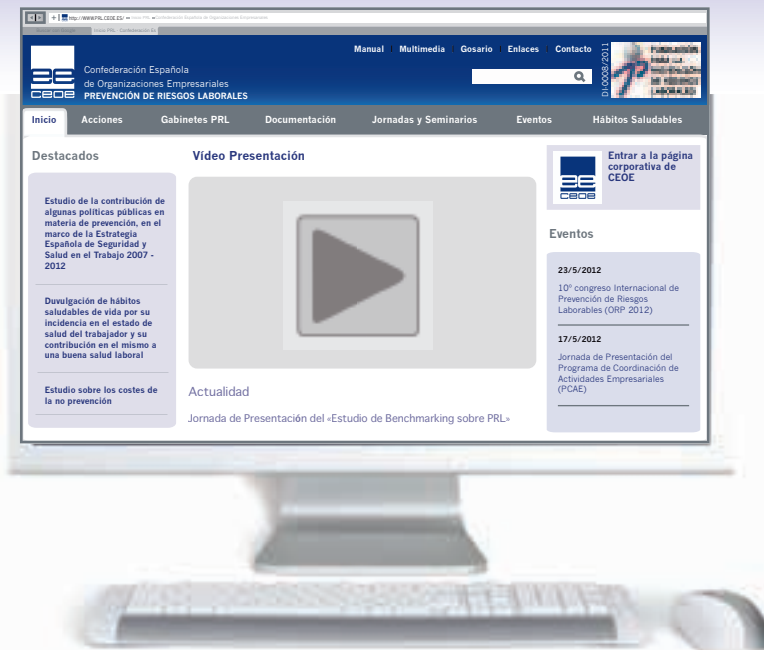 http://WWW.PRL.CEOE.ES/
Manual Multimedia Gosario Enlaces Contacto
CEOE
Confederación Española
de Organizaciones Empresariales
PREVENCIÓN DE RIESGOS LABORALES
DI-0008/2011
FUNDACIÓN
PARA LA
PREVENCIÓN
DE RIESGOS
LABORALES
Inicio Acciones Gabinetes PRL Documentación Jornadas y Seminarios Eventos Hábitos Saludables
Destacados
Estudio de la contribución de
algunas políticas públicas en
materia de prevención, en el
marco de la Estrategia
Española de Seguridad y
Salud en el Trabajo 2007 -
2012
Duvulgación de hábitos
saludables de vida por su
incidencia en el estado de
salud del trabajador y su
contribución en el mismo a
una buena salud laboral
Estudio sobre los costes de
la no prevención
Vídeo Presentación
Actualidad
Jornada de Presentación del «Estudio de Benchmarking sobre PRL»
CEOE
Entrar a la página
corporativa de
CEOE
Eventos
23/5/2012
10º congreso Internacional de
Prevención de Riesgos
Laborables (ORP 2012)
17/5/2012
Jornada de Presentación del
Programa de Coordinación de
Actividades Empresariales
(PCAE)